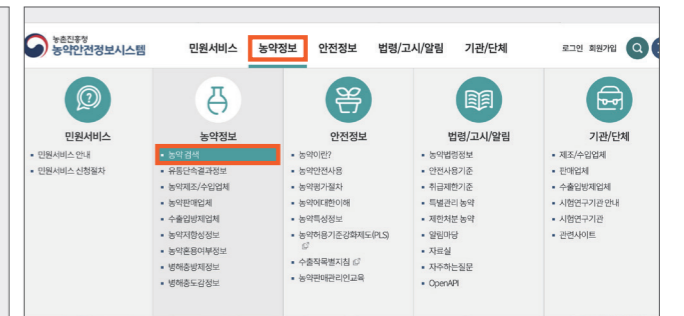 농촌진흥청
농약안전정보시스템
민원서비스 농약정보 안전정보 법령/고시/알림 기관/단체 로그인 회원가입
민원서비스
• 민원서비스 안내
• 민원서비스 신청절차
농약정보
• 농약 검색
• 유통단속결과정보
• 농약제조/수입업체
• 농약판매업체
• 수출입방제업체
• 농약저항성정보
• 농약혼용여부정보
• 병해충방제정보
• 병해충도감정보
안전정보
• 농약이란?
• 농약안전사용
• 농약평가절차
• 농약에대한이해
• 농약특성정보
• 농약허용기준강화제도(PLS)
• 수출작목별지침
• 농약판매관리인교육
법령/고시/알림
• 농약법령정보
• 안전사용기준
• 취급제한기준
• 특별관리 농약
• 제한처분 농약
• 알림마당
• 자료실
• 자주하는질문
• OpenAPI
기관/단체
• 제조/수입업체
• 판매업체
• 수출입방제업체
• 시험연구기관 안내
• 시험연구기관
• 관련사이트